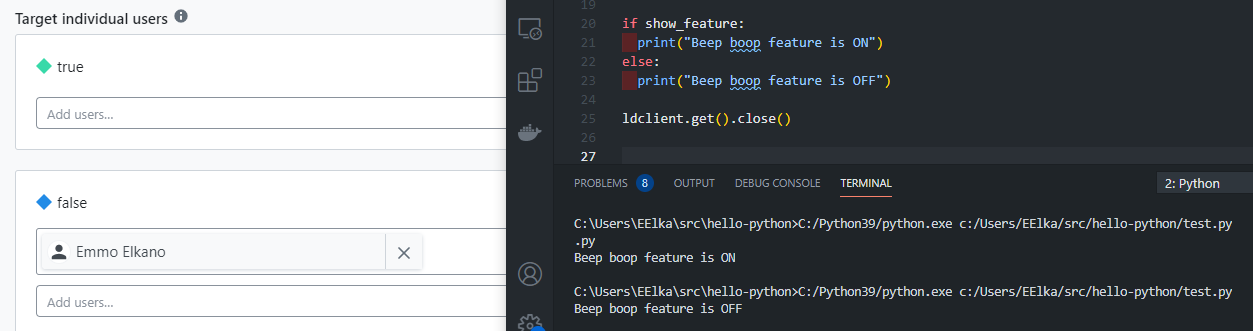 Target individual users
true
Add users...
false
Emmo Elkano
Add users...
19
20 if show_feature:
21 print("Beep boop feature is ON")
22 else:
23 print("Beep boop feature is OFF")
24
25 ldclient.get().close()
26
27
PROBLEMS 8 OUTPUT DEBUG CONSOLE TERMINAL 2: Python
C:\Users\EElka\src\hello-python>C:/Python39/python.exe c:/Users/EElka/src/hello-python/test.py
.py
Beep boop feature is ON
C:\Users\EElka\src\hello-python>C:/Python39/python.exe c:/Users/EElka/src/hello-python/test.py
Beep boop feature is OFF